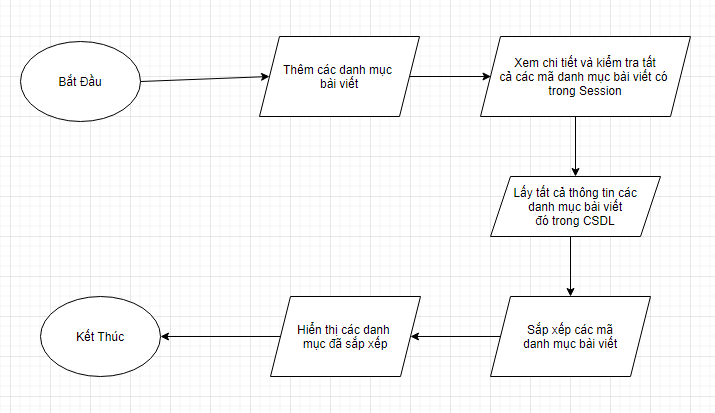 Bắt Đầu
Thêm các danh mục
bài viết
Xem chi tiết và kiểm tra tất
cả các mã danh mục bài viết có
trong Session
Lấy tất cả thông tin các
danh mục bài viết
đó trong CSDL
Sắp xếp các mã
danh mục bài viết
Hiển thị các danh
mục đã sắp xếp
Kết Thúc